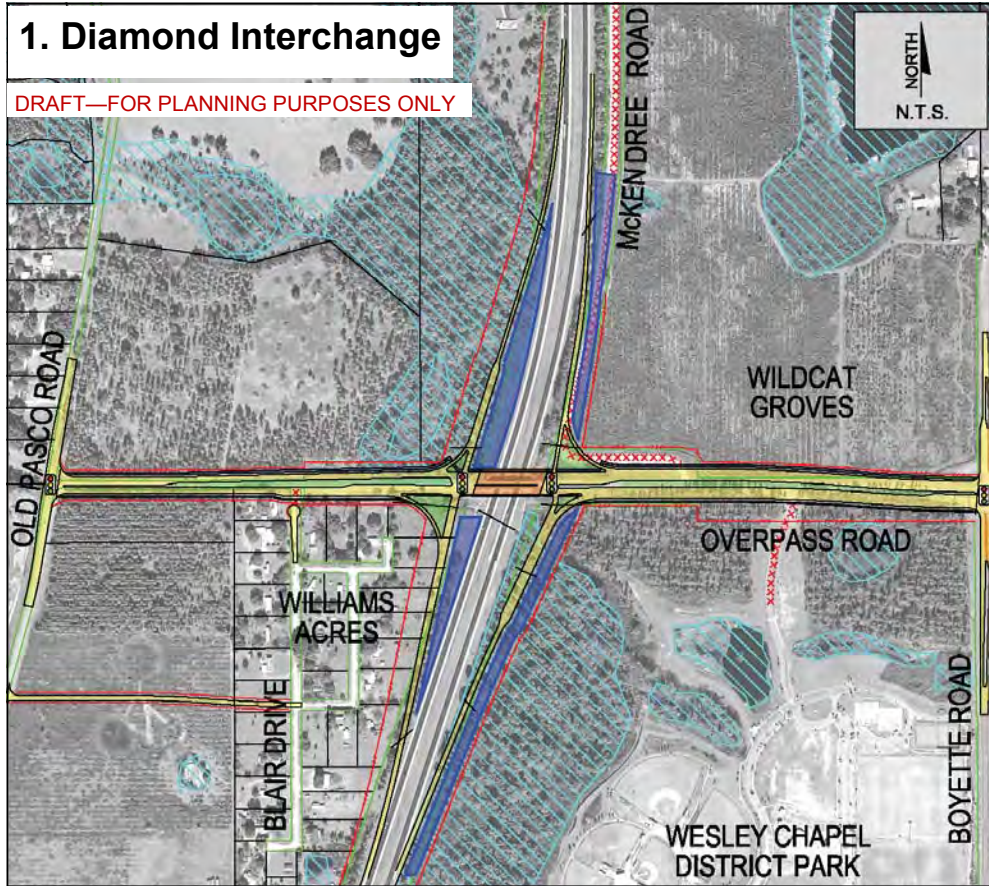 1. Diamond Interchange
DRAFT—FOR PLANNING PURPOSES ONLY
NORTH
N.T.S.
McKENDREE ROAD
OLD PASCO ROAD
WILDCAT
GROVES
OVERPASS ROAD
WILLIAMS
ACRES
BLAIR DRIVE
BOYETTE ROAD
WESLEY CHAPEL
DISTRICT PARK